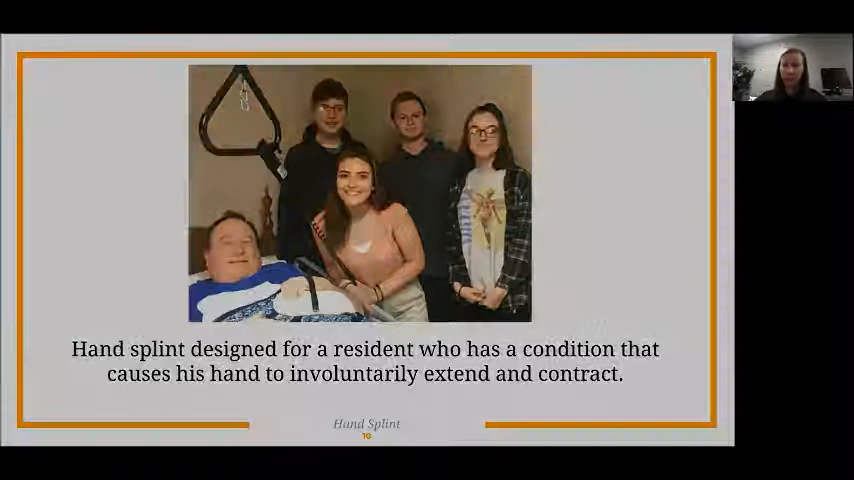 Hand splint designed for a resident who has a condition that
causes his hand to involuntarily extend and contract.
Hand Splint
10